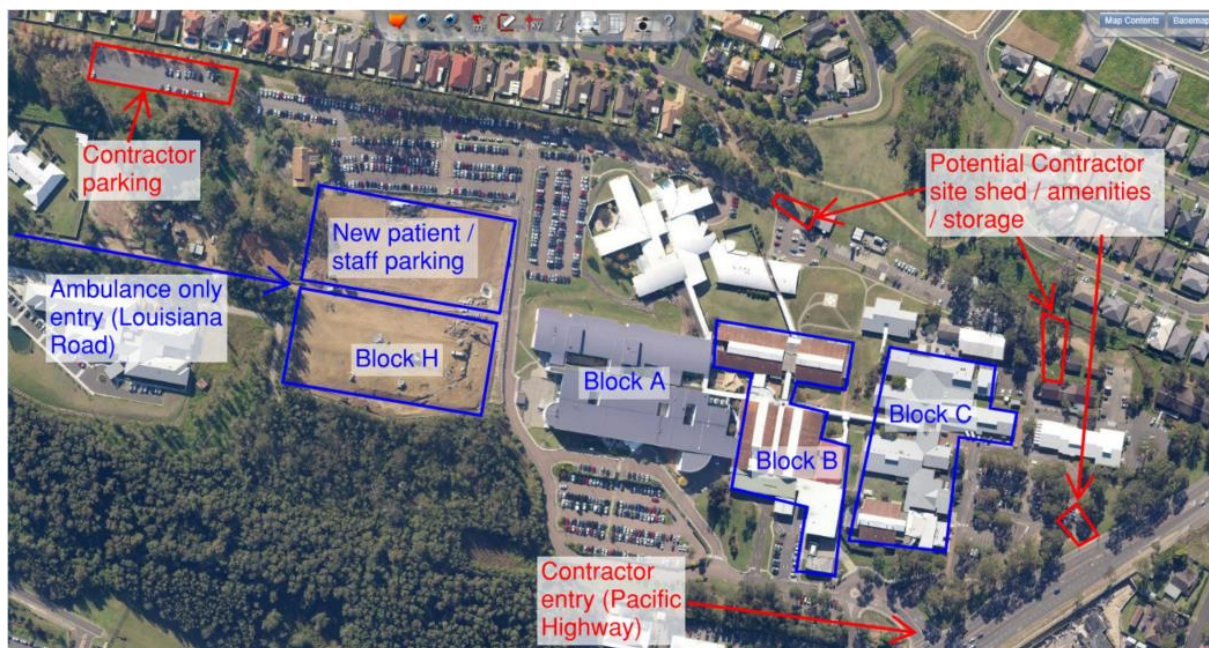 Map Contents
Basemap
Contractor
parking
Potential Contractor
site shed / amenities
/ storage
New patient /
staff parking
Ambulance only
entry (Louisiana
Road)
Block H
Block A
Block B
Block C
Contractor
entry (Pacific
Highway)